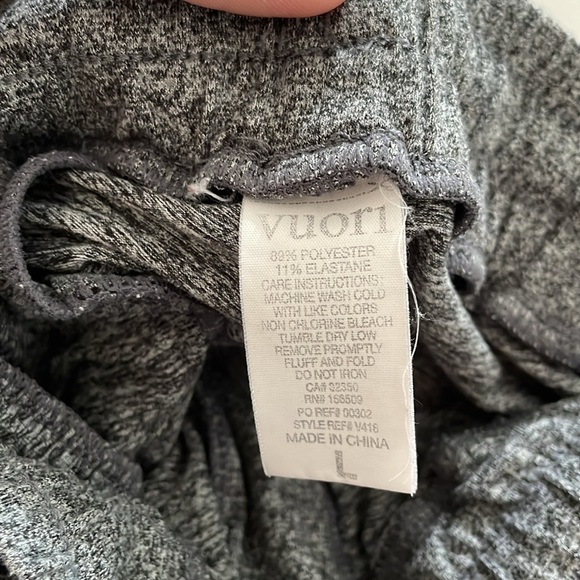 vuori
89% POLYESTER
11% ELASTANE
CARE INSTRUCTIONS:
MACHINE WASH COLD
WITH LIKE COLORS
NON CHLORINE BLEACH
TUMBLE DRY LOW
REMOVE PROMPTLY
FLUFF AND FOLD
DO NOT IRON
CA# 32350
RN# 158509
PO REF# 00302
STYLE REF# V416
MADE IN CHINA
L